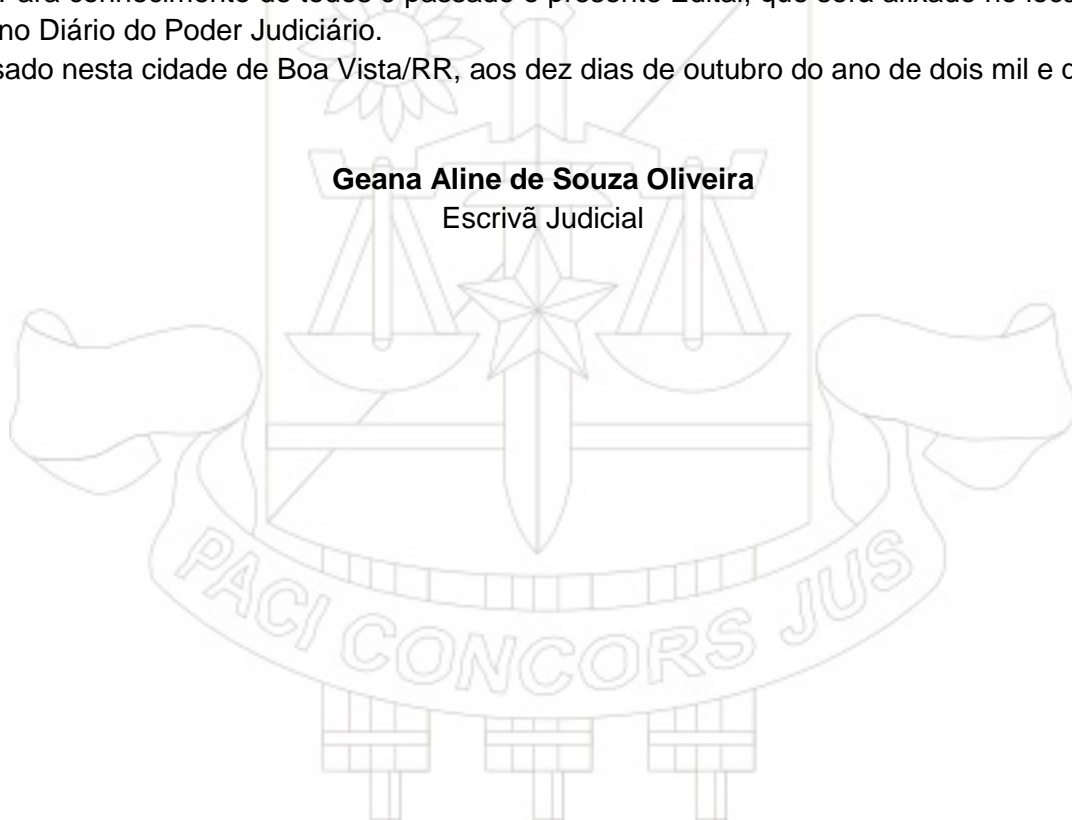 no Diário do Poder Judiciário.
sado nesta cidade de Boa Vista/RR, aos dez dias de outubro do ano de dois mil e
Geana Aline de Souza Oliveira
Escrivã Judicial
PACI CONCORS JUS